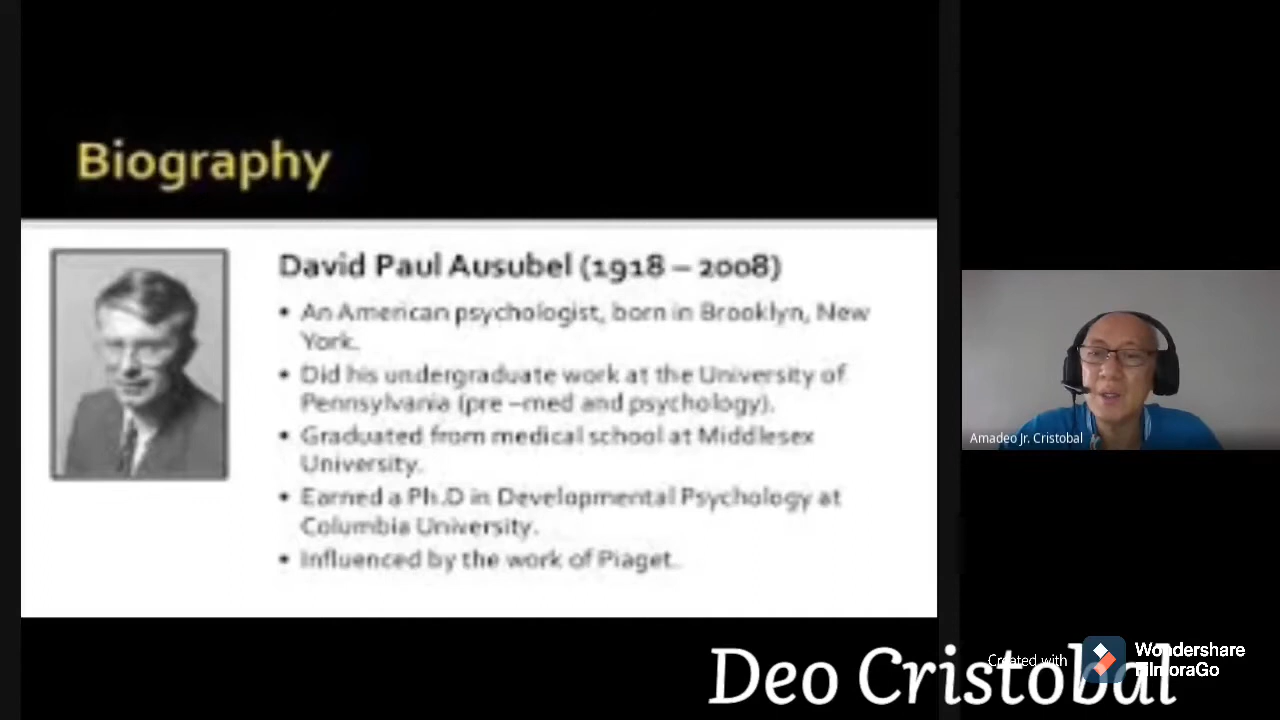 Biography
David Paul Ausubel (1918 – 2008)
• An American psychologist, born in Brooklyn, New
York.
• Did his undergraduate work at the University of
Pennsylvania (pre –med and psychology).
• Graduated from medical school at Middlesex
University.
• Earned a Ph.D in Developmental Psychology at
Columbia University.
• Influenced by the work of Piaget.
Amadeo Jr. Cristobal
Deo Cristobal
Created with
Wondershare
FilmoraGo